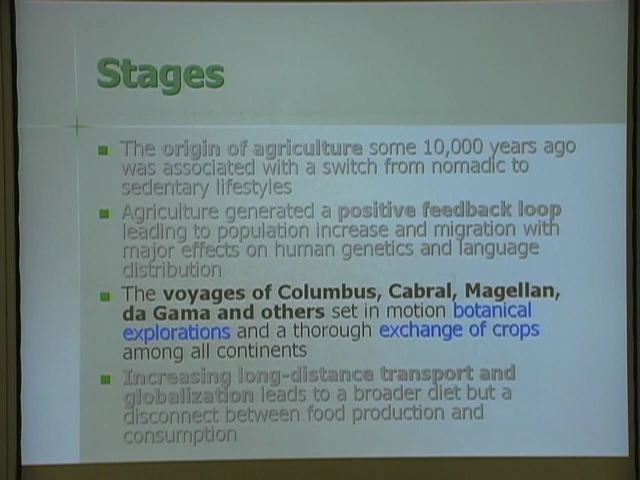 Stages
The origin of agriculture some 10,000 years ago
was associated with a switch from nomadic to
sedentary lifestyles
Agriculture generated a positive feedback loop
leading to population increase and migration with
major effects on human genetics and language
distribution
The voyages of Columbus, Cabral, Magellan,
da Gama and others set in motion botanical
explorations and a thorough exchange of crops
among all continents
Increasing long-distance transport and
globalization leads to a broader diet but a
disconnect between food production and
consumption